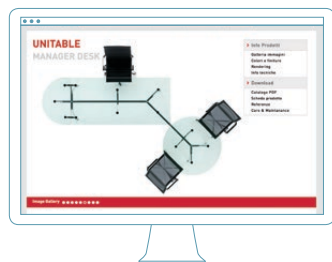 UNITABLE
MANAGER DESK
Info Prodotti
Galleria immagini
Colori e finiture
Rendering
Info tecniche
Download
Catalogo PDF
Scheda prodotto
Referenze
Care & Maintenance
Image Gallery